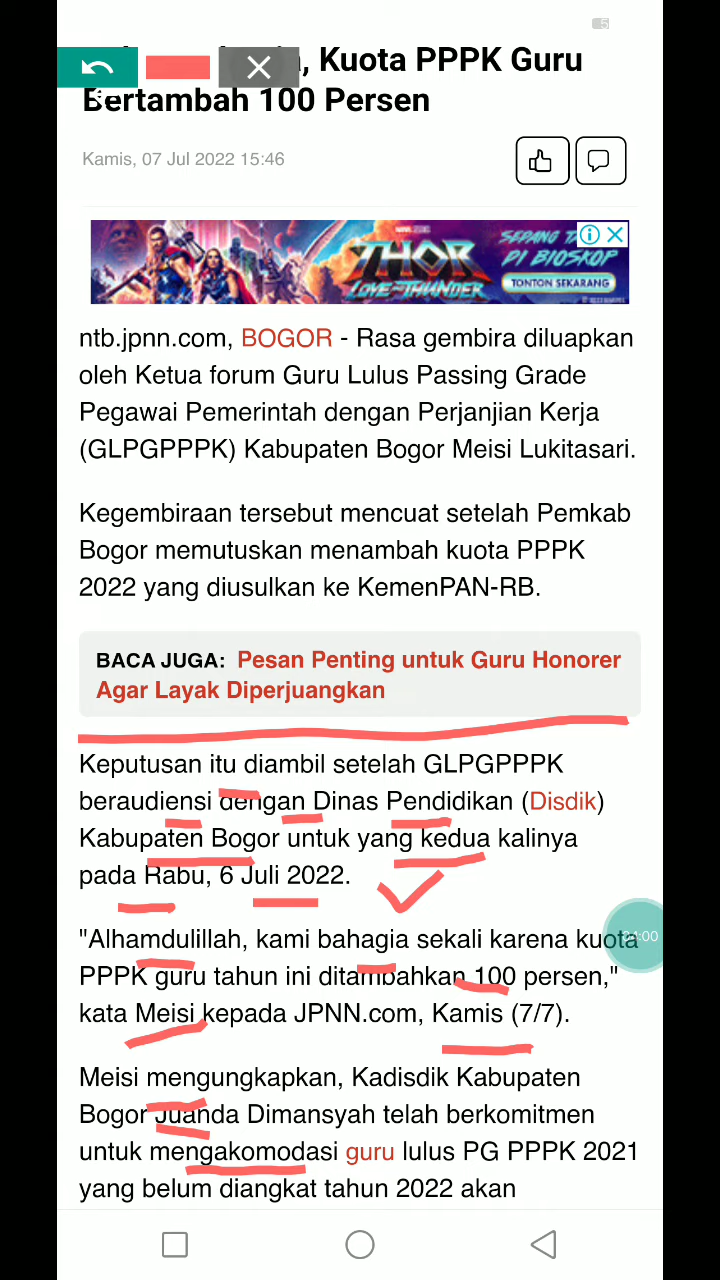 , Kuota PPPK Guru
Bertambah 100 Persen
Kamis, 07 Jul 2022 15:46
MARVEL STUDIOS
THOR
LOVE AND THUNDER
SEDANG
DI BIOSKOP
TONTON SEKARANG
ntb.jpnn.com, BOGOR - Rasa gembira diluapkan
oleh Ketua forum Guru Lulus Passing Grade
Pegawai Pemerintah dengan Perjanjian Kerja
(GLPGPPPK) Kabupaten Bogor Meisi Lukitasari.
Kegembiraan tersebut mencuat setelah Pemkab
Bogor memutuskan menambah kuota PPPK
2022 yang diusulkan ke KemenPAN-RB.
BACA JUGA: Pesan Penting untuk Guru Honorer
Agar Layak Diperjuangkan
Keputusan itu diambil setelah GLPGPPPK
beraudiensi dengan Dinas Pendidikan (Disdik)
Kabupaten Bogor untuk yang kedua kalinya
pada Rabu, 6 Juli 2022.
"Alhamdulillah, kami bahagia sekali karena kuota
PPPK guru tahun ini ditambahkan 100 persen,"
kata Meisi kepada JPNN.com, Kamis (7/7).
Meisi mengungkapkan, Kadisdik Kabupaten
Bogor Juanda Dimansyah telah berkomitmen
untuk mengakomodasi guru lulus PG PPPK 2021
yang belum diangkat tahun 2022 akan